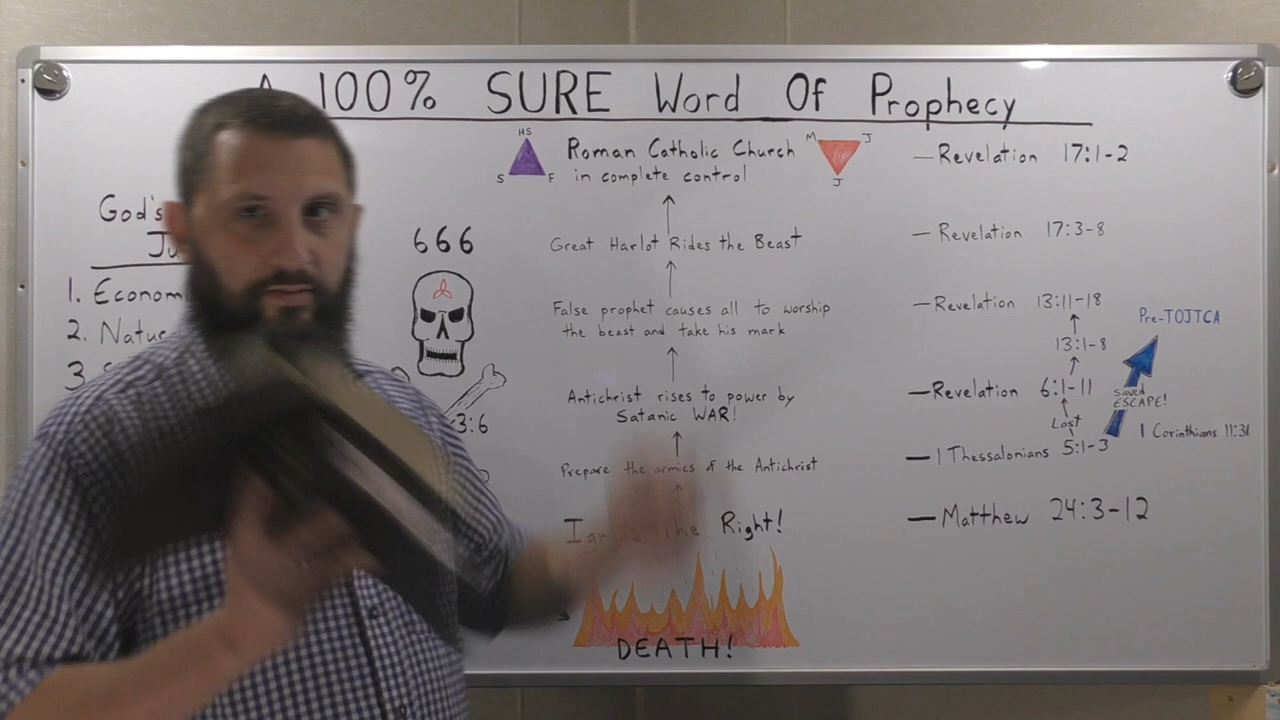 100% SURE Word Of Prophecy
HS
S F
Roman Catholic Church
in complete control
M J
J
Revelation 17:1-2
God's
666
Great Harlot Rides the Beast
Revelation 17:3-8
1.
2.
3
False prophet causes all to worship
the beast and take his mark
Revelation 13:11-18
13:1-8
Pre-TOJTCA
Antichrist rises to power by
Satanic WAR!
Revelation 6:1-11
Saved
ESCAPE!
Lost
3:6
1 Corinthians 11:31
Prepare the armies of the Antichrist
1 Thessalonians 5:1-3
Right!
Matthew 24:3-12
DEATH!